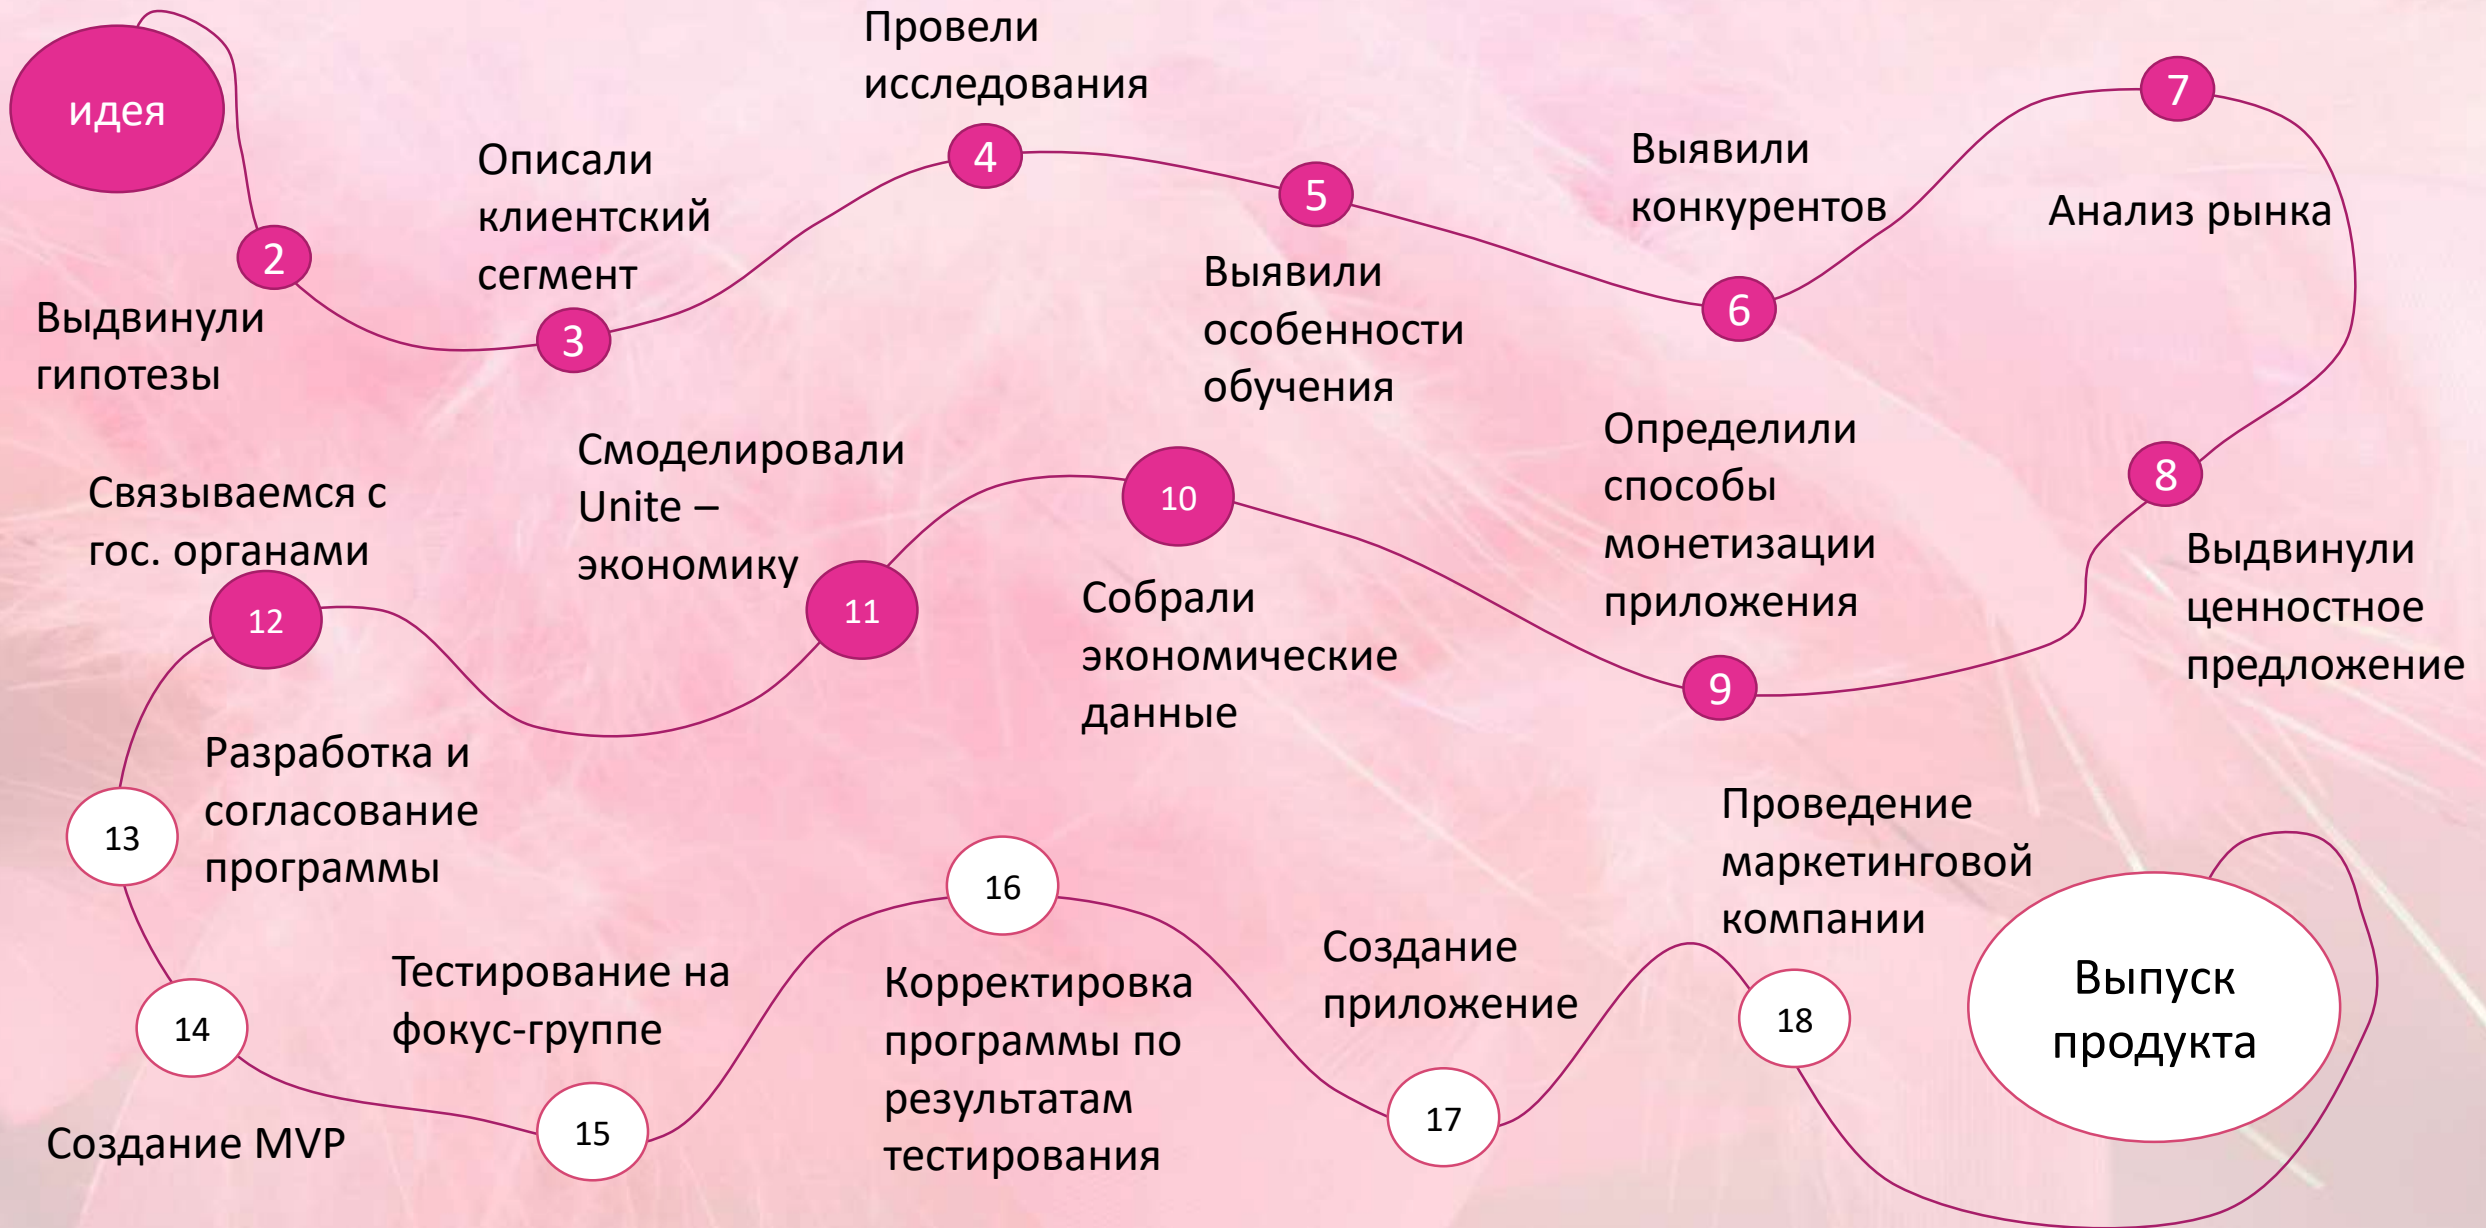 идея
2
Выдвинули
гипотезы
Описали
клиентский
сегмент
3
Провели
исследования
4
5
Выявили
особенности
обучения
Выявили
конкурентов
6
7
Анализ рынка
8
Выдвинули
ценностное
предложение
Определили
способы
монетизации
приложения
9
10
Собрали
экономические
данные
Смоделировали
Unite –
экономику
11
Связываемся с
гос. органами
12
13
Разработка и
согласование
программы
14
Создание MVP
Тестирование на
фокус-группе
15
16
Корректировка
программы по
результатам
тестирования
Создание
приложение
17
Проведение
маркетинговой
компании
18
Выпуск
продукта